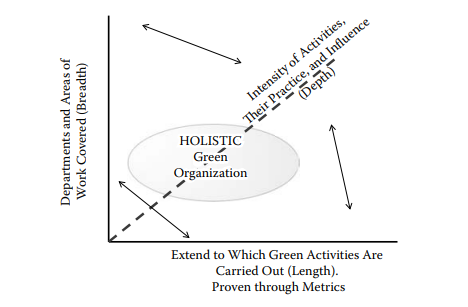 Intensity of Activities,
Their Practice, and Influence
(Depth)
Departments and Areas of
Work Covered (Breadth)
HOLISTIC
Green
Organization
Extend to Which Green Activities Are
Carried Out (Length).
Proven through Metrics